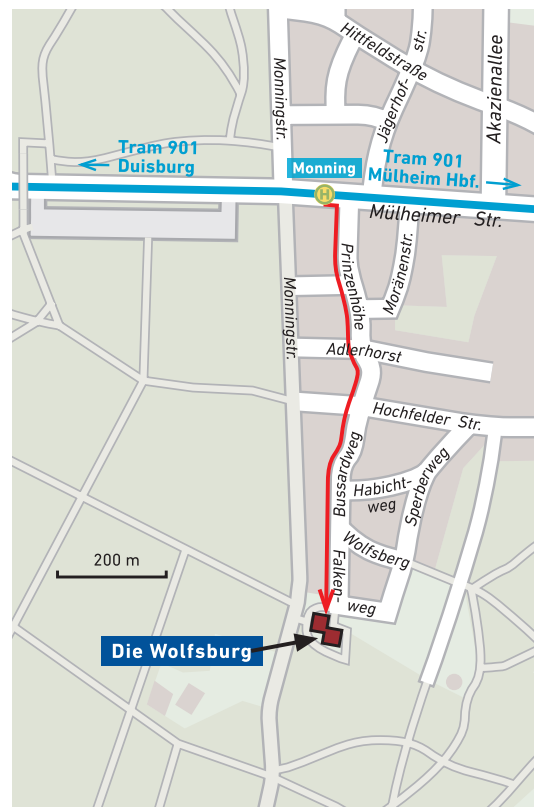 Hittfeldstraße
Jägerhof-
str.
Akazienallee
Monningstr.
Tram 901
Duisburg
Monning
Tram 901
Mülheim Hbf.
H
Mülheimer Str.
Prinzenhöhe
Moränenstr.
Monningstr.
Adlerhorst
Hochfelder Str.
Bussardweg
Habicht-
weg
Sperberweg
Wolfsberg
Falken-
weg
200 m
Die Wolfsburg